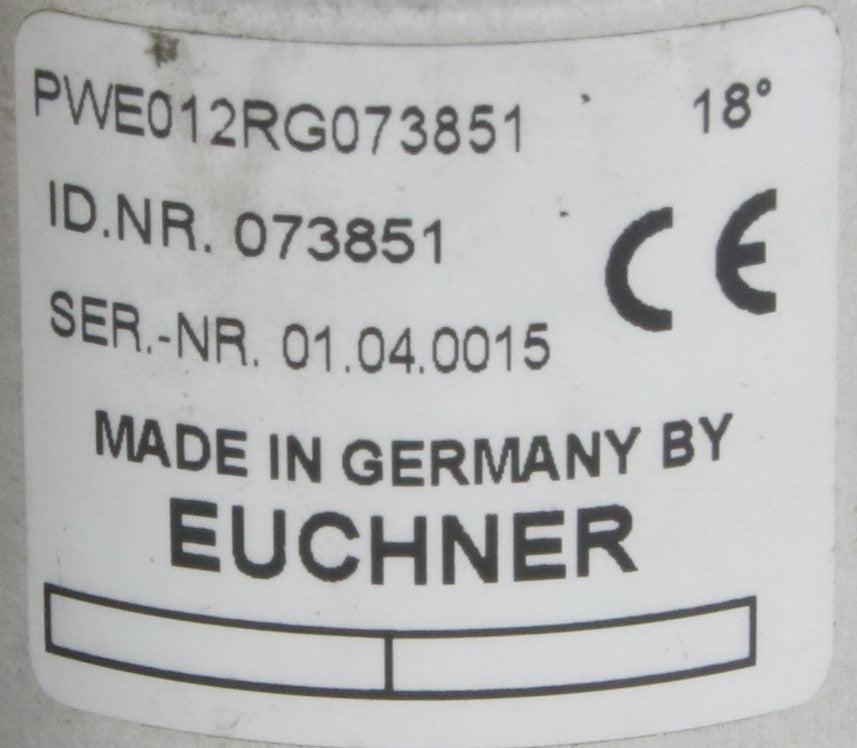 PWE012RG073851 18°
ID.NR. 073851
CE
SER.-NR. 01.04.0015
MADE IN GERMANY BY
EUCHNER